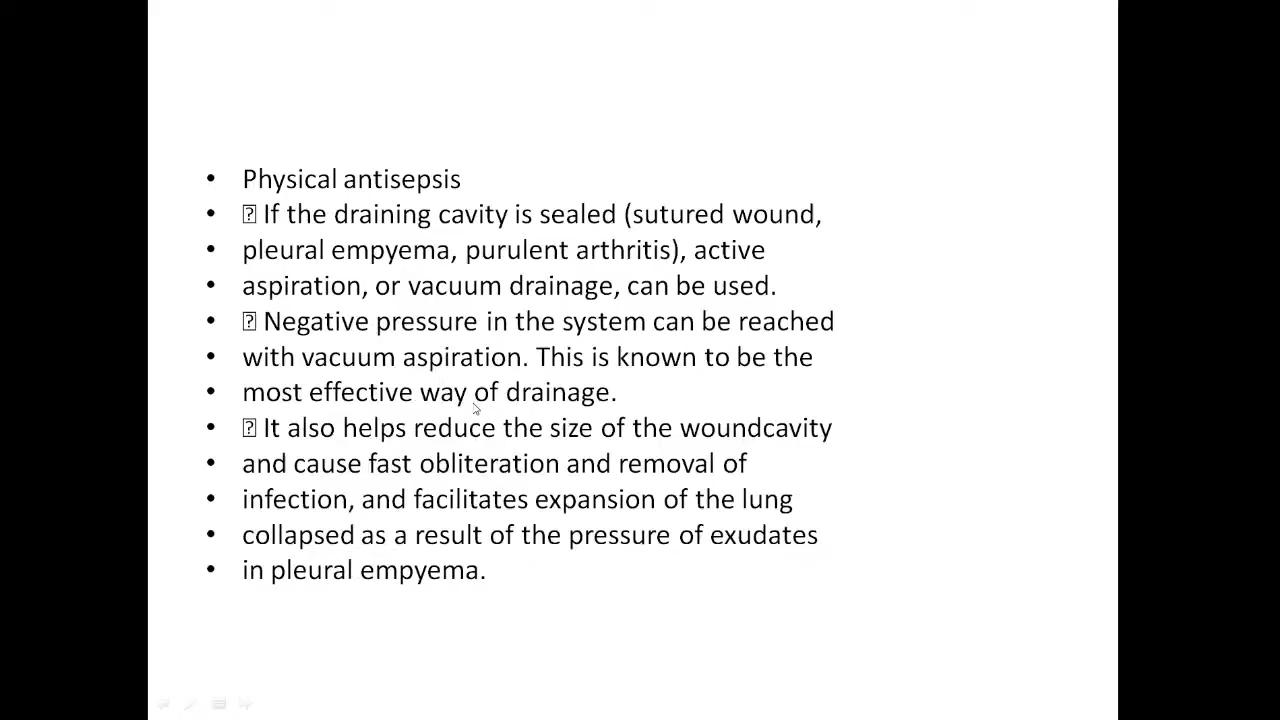 • Physical antisepsis
• ⍰ If the draining cavity is sealed (sutured wound,
• pleural empyema, purulent arthritis), active
• aspiration, or vacuum drainage, can be used.
• ⍰ Negative pressure in the system can be reached
• with vacuum aspiration. This is known to be the
• most effective way of drainage.
• ⍰ It also helps reduce the size of the woundcavity
• and cause fast obliteration and removal of
• infection, and facilitates expansion of the lung
• collapsed as a result of the pressure of exudates
• in pleural empyema.